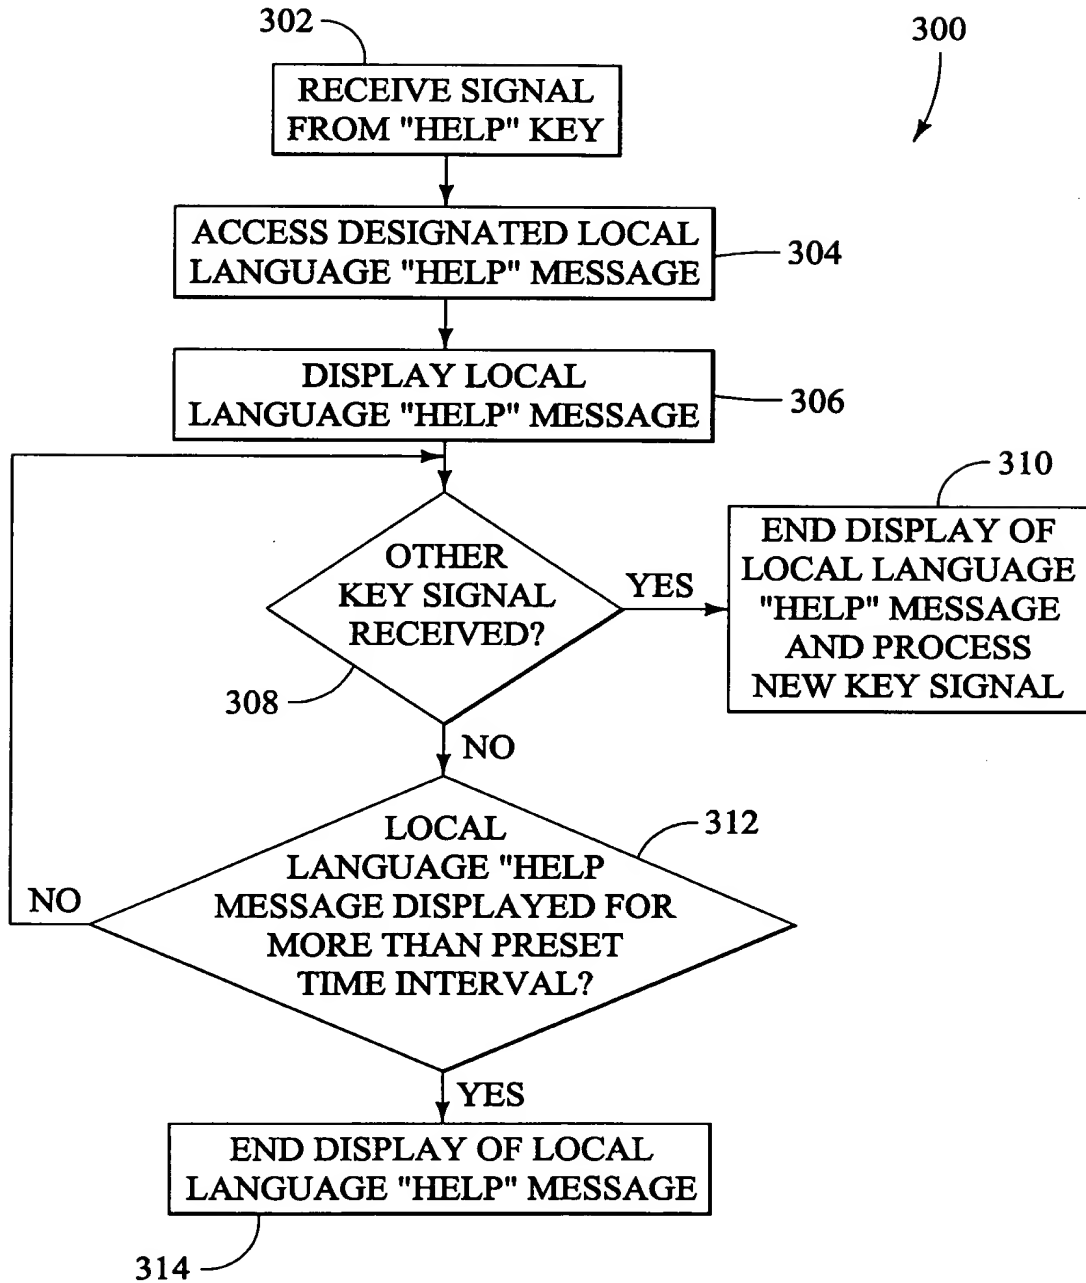 302
300
RECEIVE SIGNAL
FROM "HELP" KEY
ACCESS DESIGNATED LOCAL
LANGUAGE "HELP" MESSAGE
304
DISPLAY LOCAL
LANGUAGE "HELP" MESSAGE
306
310
OTHER
KEY SIGNAL
RECEIVED?
308
YES
END DISPLAY OF
LOCAL LANGUAGE
"HELP" MESSAGE
AND PROCESS
NEW KEY SIGNAL
NO
312
LOCAL
LANGUAGE "HELP
MESSAGE DISPLAYED FOR
MORE THAN PRESET
TIME INTERVAL?
NO
YES
END DISPLAY OF LOCAL
LANGUAGE "HELP" MESSAGE
314